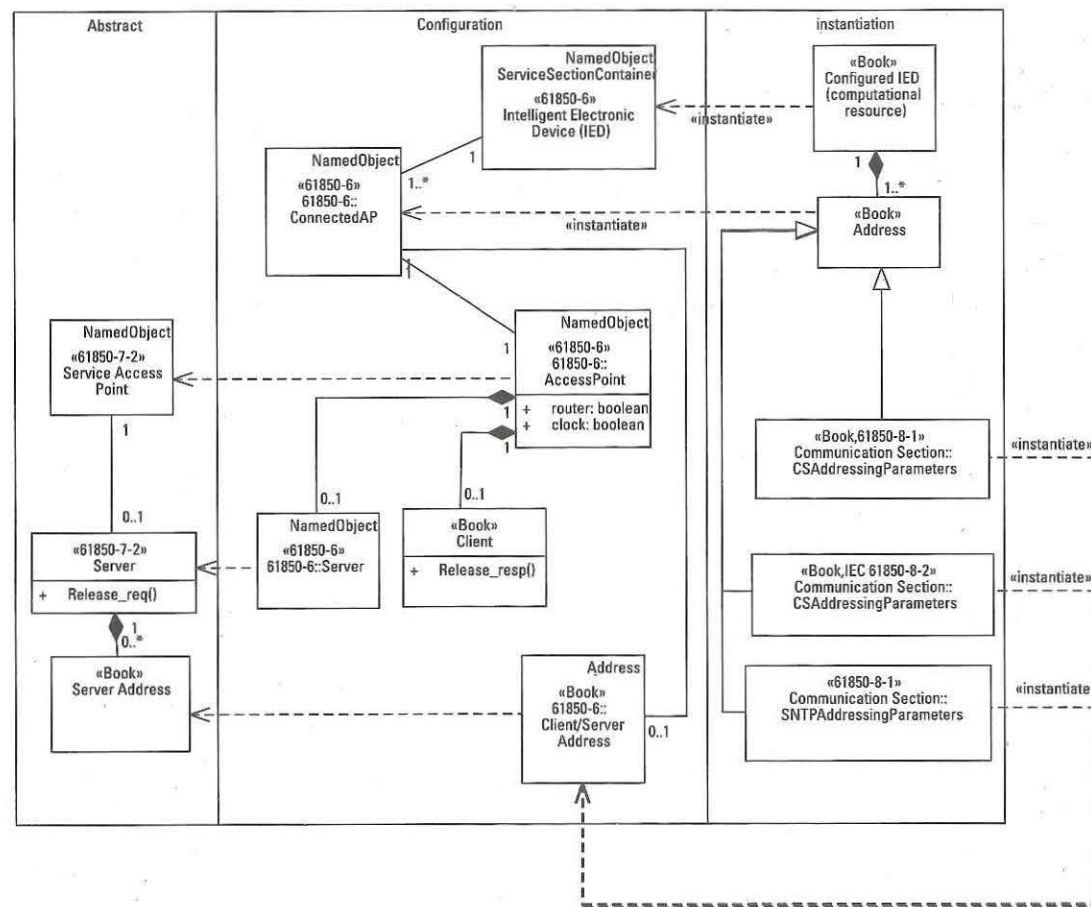 Abstract
Configuration
instantiation
NamedObject
ServiceSectionContainer
«61850-6»
Intelligent Electronic
Device (IED)
«Book»
Configured IED
(computational
resource)
«instantiate»
1
1..*
1
1..*
NamedObject
«61850-6»
61850-6::
ConnectedAP
«instantiate»
«Book»
Address
1
1
NamedObject
«61850-7-2»
Service Access
Point
1
NamedObject
«61850-6»
61850-6::
AccessPoint
+ router: boolean
+ clock: boolean
1
1
1
0..1
0..1
0..1
«Book,61850-8-1»
Communication Section::
CSAddressingParameters
«instantiate»
«61850-7-2»
Server
+ Release_req()
NamedObject
«61850-6»
61850-6::Server
«Book»
Client
+ Release_resp()
«Book,IEC 61850-8-2»
Communication Section::
CSAddressingParameters
«instantiate»
1
0..*
«Book»
Server Address
Address
«Book»
61850-6::
Client/Server
Address
0..1
«61850-8-1»
Communication Section::
SNTPAddressingParameters
«instantiate